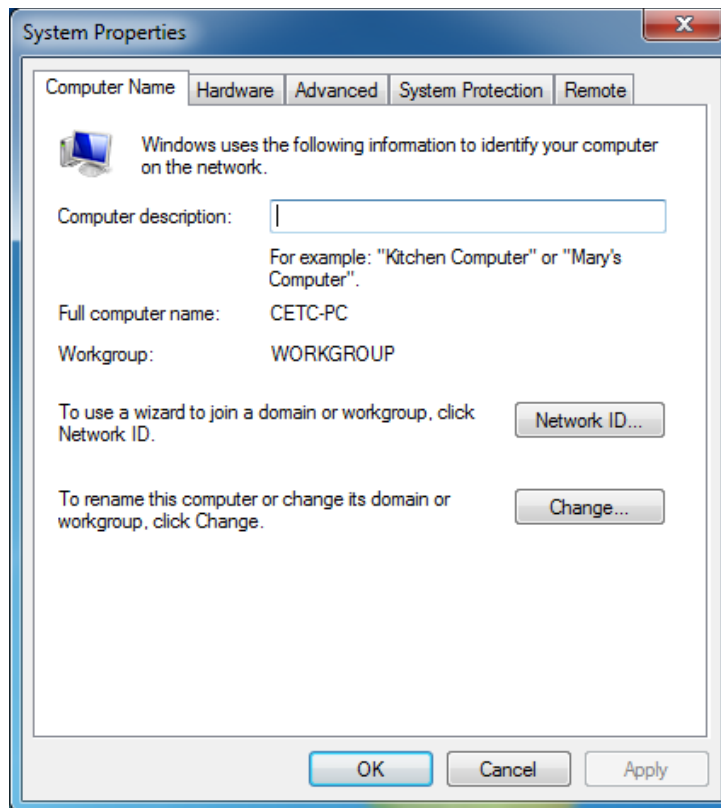 System Properties
Computer Name Hardware Advanced System Protection Remote
Windows uses the following information to identify your computer
on the network.
Computer description:
For example: "Kitchen Computer" or "Mary's
Computer".
Full computer name: CETC-PC
Workgroup: WORKGROUP
To use a wizard to join a domain or workgroup, click
Network ID.
Network ID...
To rename this computer or change its domain or
workgroup, click Change.
Change...
OK Cancel Apply